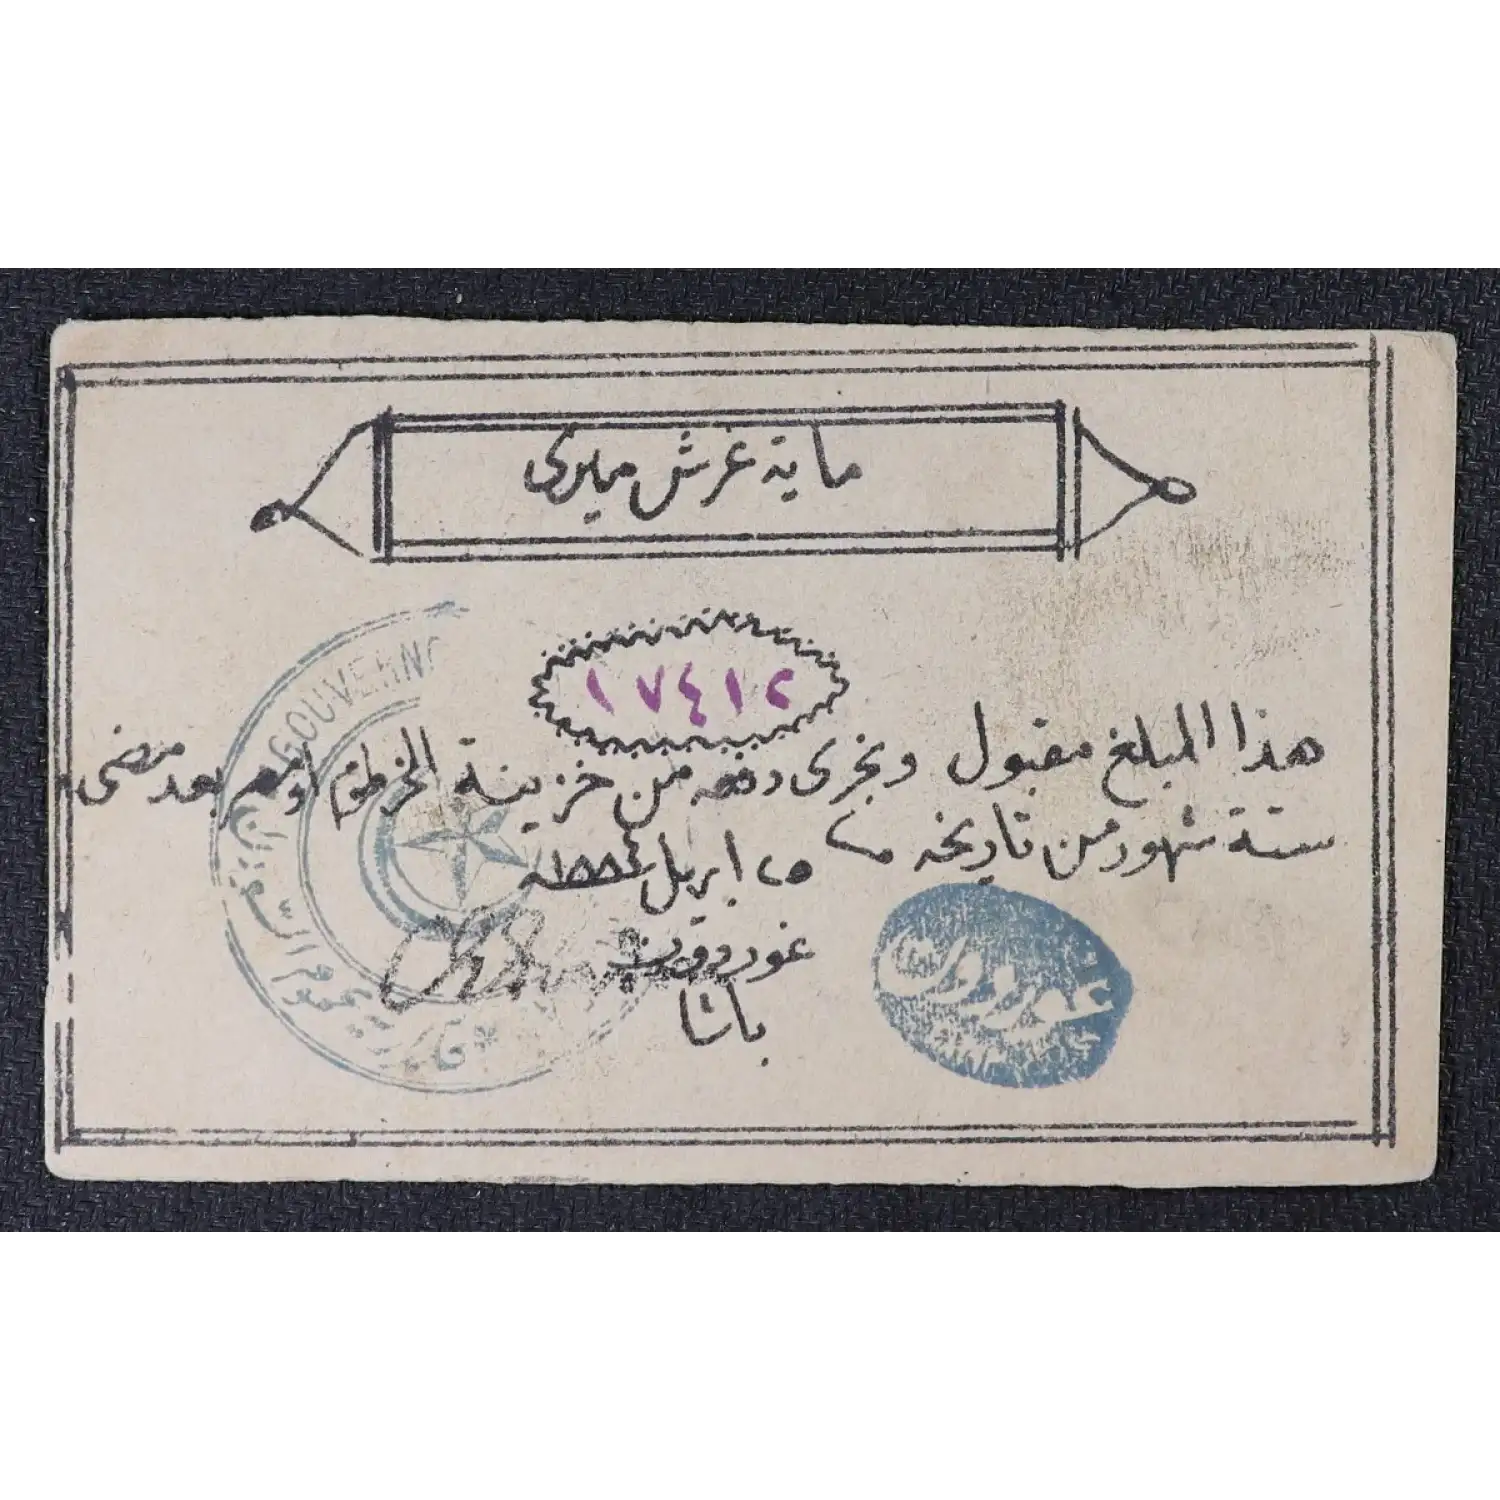 ماية غرش ميرى
١٧٤١٢
هذا المبلغ مقبول ويجرى دفعه من خزينة الخرطوم او مصر بعد مضى
ستة شهور من تاريخه ٢٥ ابريل ١٨٨٤ سنة
غوردون
باشا
GOUVERN